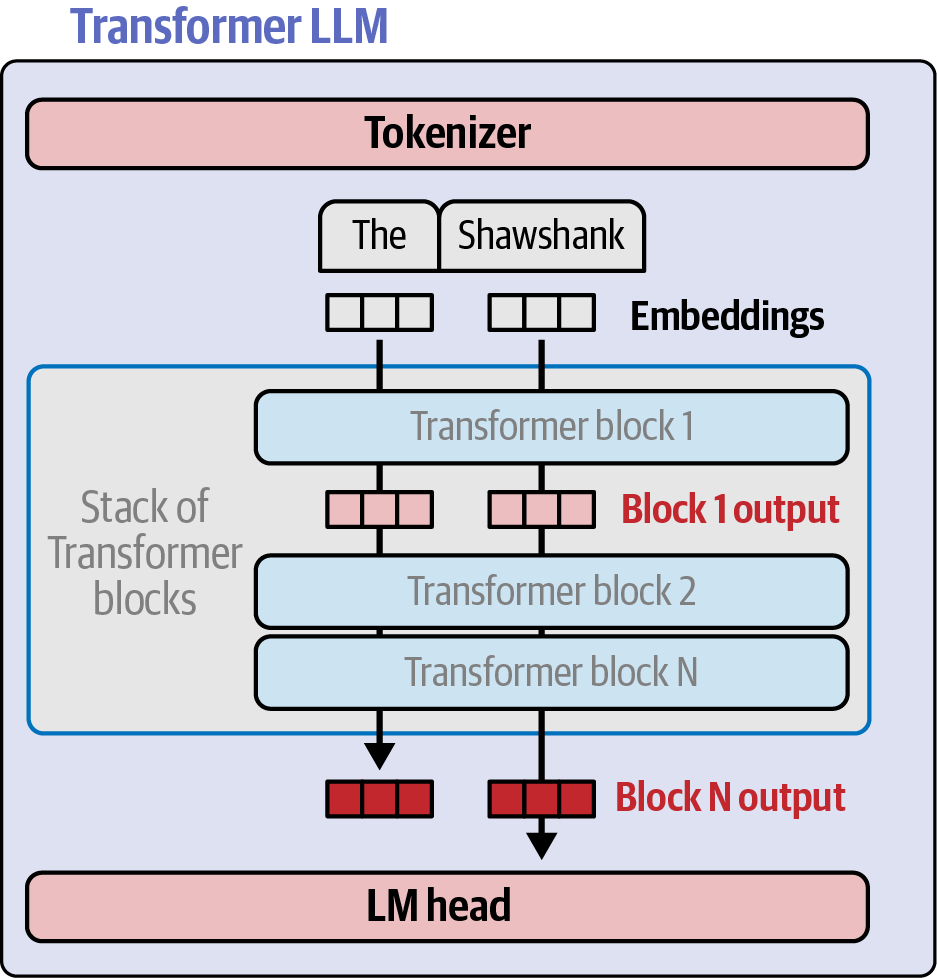 Transformer LLM
Tokenizer
The
Shawshank
Embeddings
Transformer block 1
Stack of
Transformer
blocks
Block 1 output
Transformer block 2
Transformer block N
Block N output
LM head